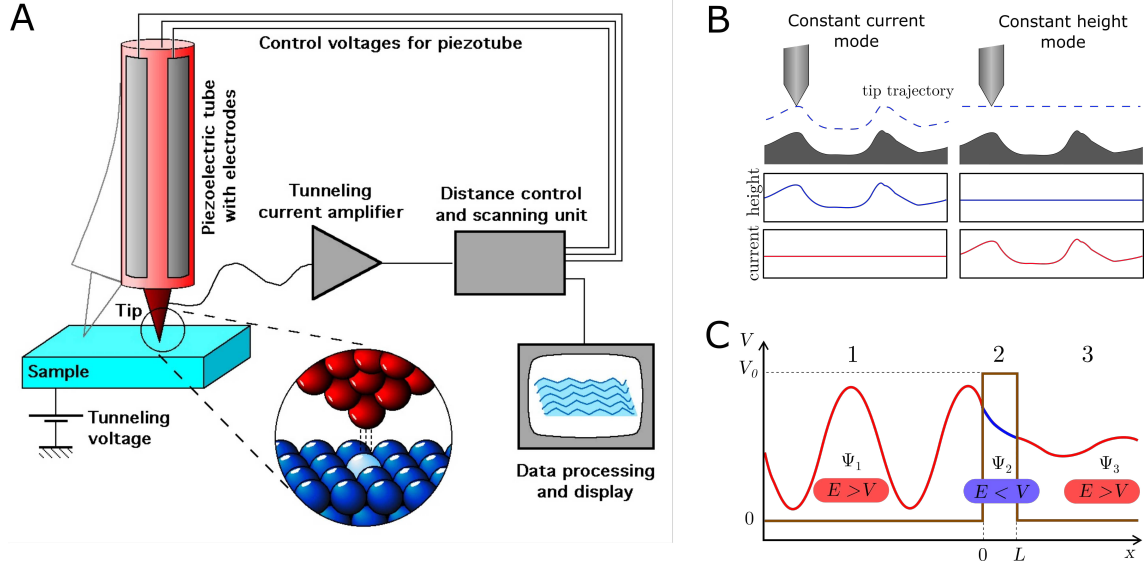 A
Control voltages for piezotube
Piezoelectric tube
with electrodes
Tunneling
current amplifier
Distance control
and scanning unit
Tip
Sample
Tunneling
voltage
Data processing
and display
B
Constant current
mode
Constant height
mode
tip trajectory
height
current
C
V
V₀
1
2
3
Ψ₁
Ψ₂
Ψ₃
E >V
E < V
E >V
0
0
L
x